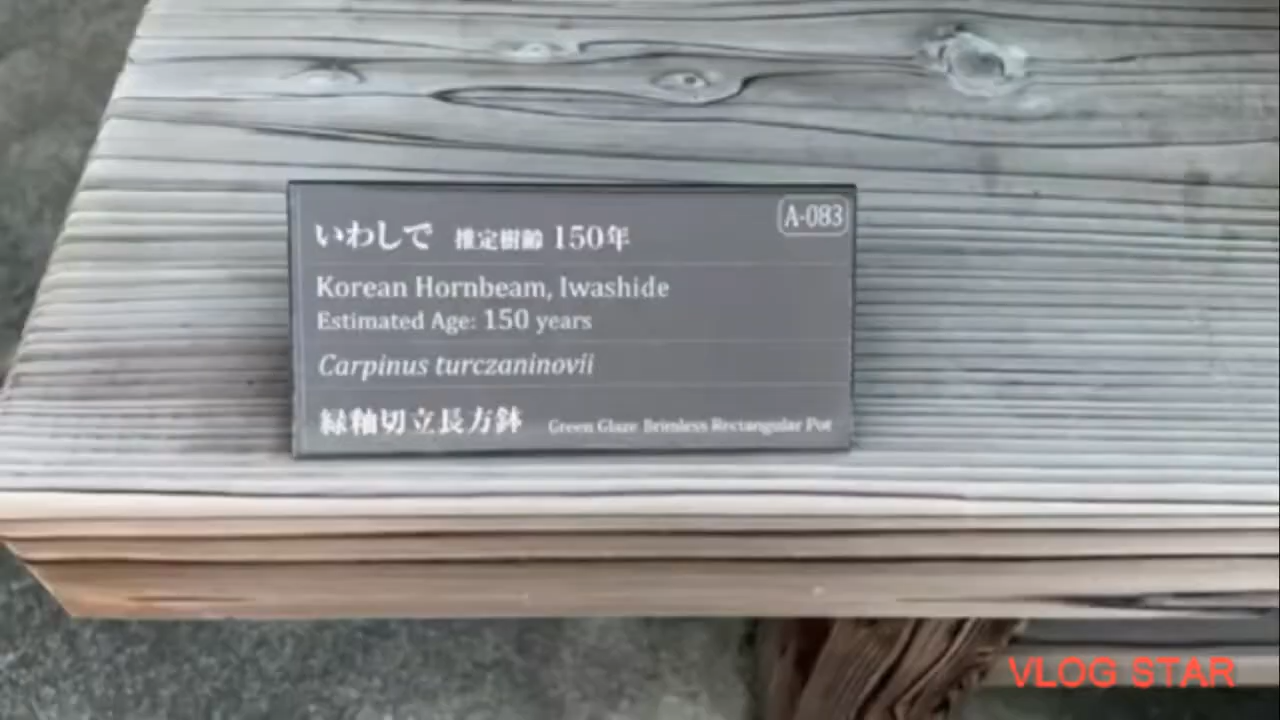 A-083
いわしで 推定樹齢 150年
Korean Hornbeam, Iwashide
Estimated Age: 150 years
Carpinus turczaninovii
緑釉切立長方鉢 Green Glaze Brimless Rectangular Pot
VLOG STAR